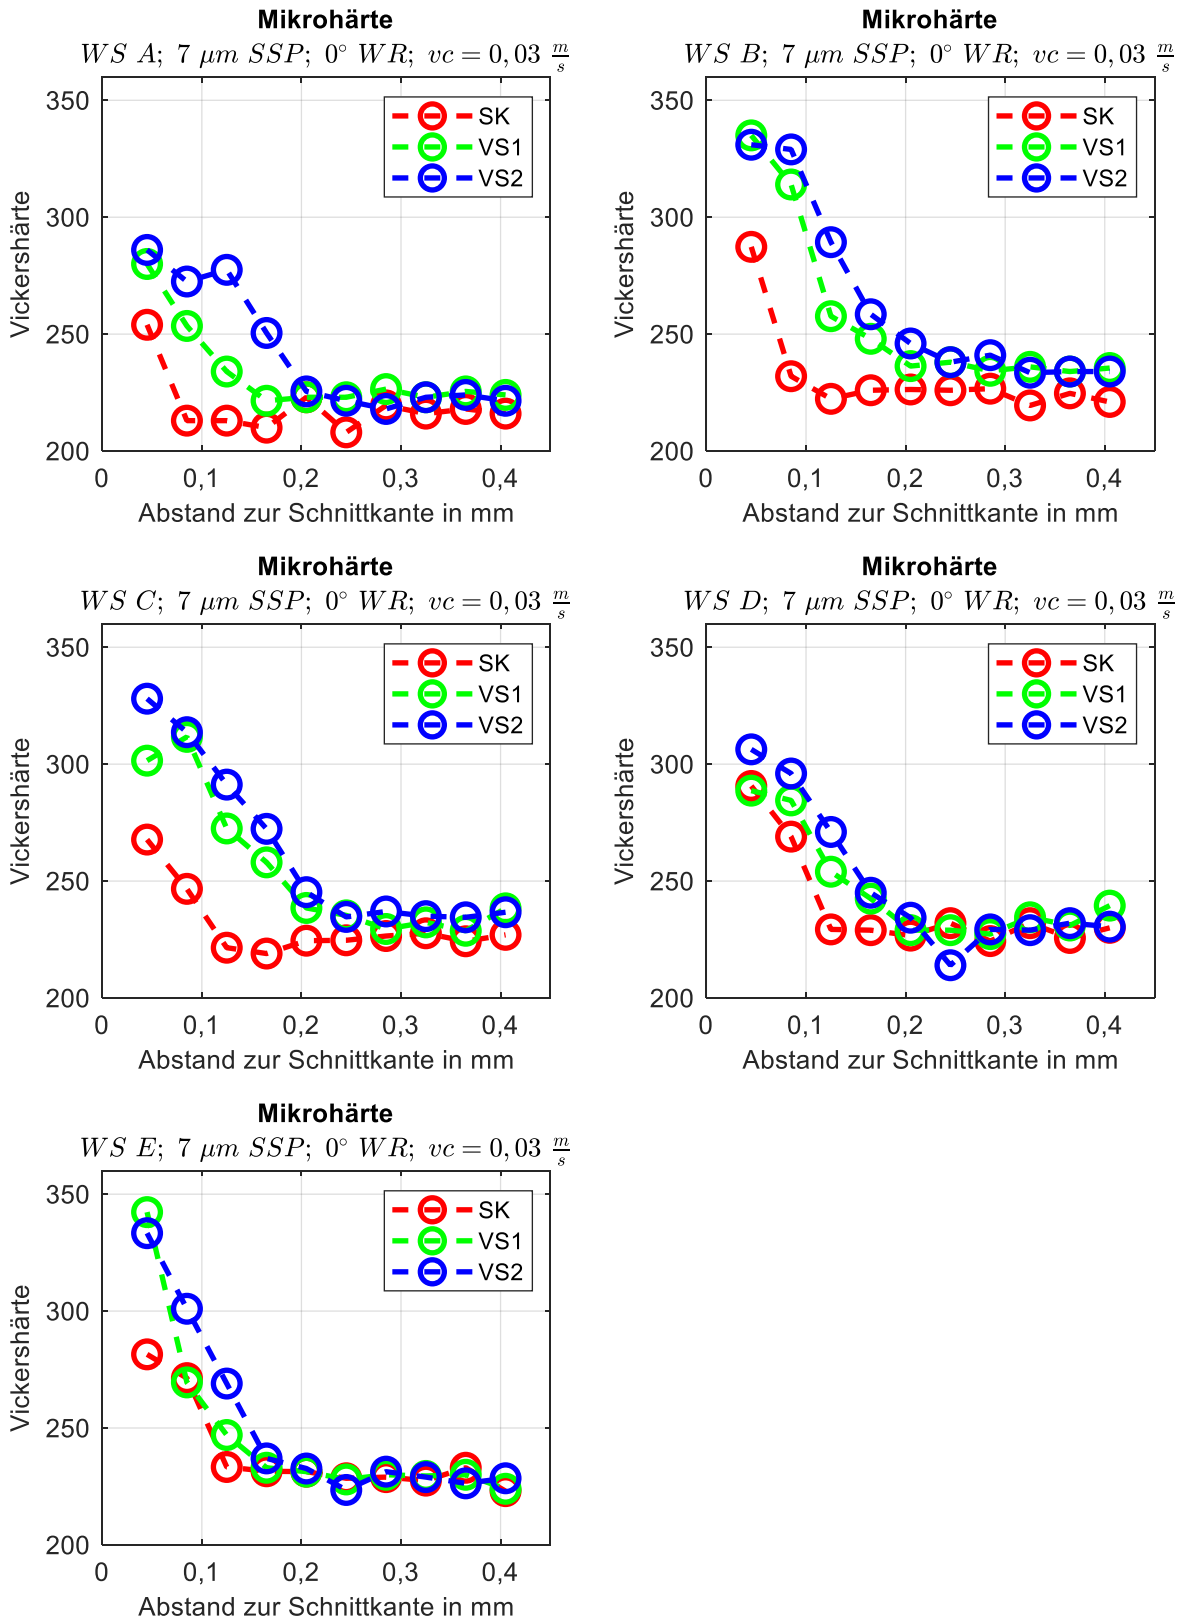 Mikrohärte
WS A; 7 μm SSP; 0° WR; vc = 0,03 m/s
350
300
250
200
Vickershärte
0 0,1 0,2 0,3 0,4
Abstand zur Schnittkante in mm
SK
VS1
VS2
Mikrohärte
WS B; 7 μm SSP; 0° WR; vc = 0,03 m/s
350
300
250
200
Vickershärte
0 0,1 0,2 0,3 0,4
Abstand zur Schnittkante in mm
SK
VS1
VS2
Mikrohärte
WS C; 7 μm SSP; 0° WR; vc = 0,03 m/s
350
300
250
200
Vickershärte
0 0,1 0,2 0,3 0,4
Abstand zur Schnittkante in mm
SK
VS1
VS2
Mikrohärte
WS D; 7 μm SSP; 0° WR; vc = 0,03 m/s
350
300
250
200
Vickershärte
0 0,1 0,2 0,3 0,4
Abstand zur Schnittkante in mm
SK
VS1
VS2
Mikrohärte
WS E; 7 μm SSP; 0° WR; vc = 0,03 m/s
350
300
250
200
Vickershärte
0 0,1 0,2 0,3 0,4
Abstand zur Schnittkante in mm
SK
VS1
VS2